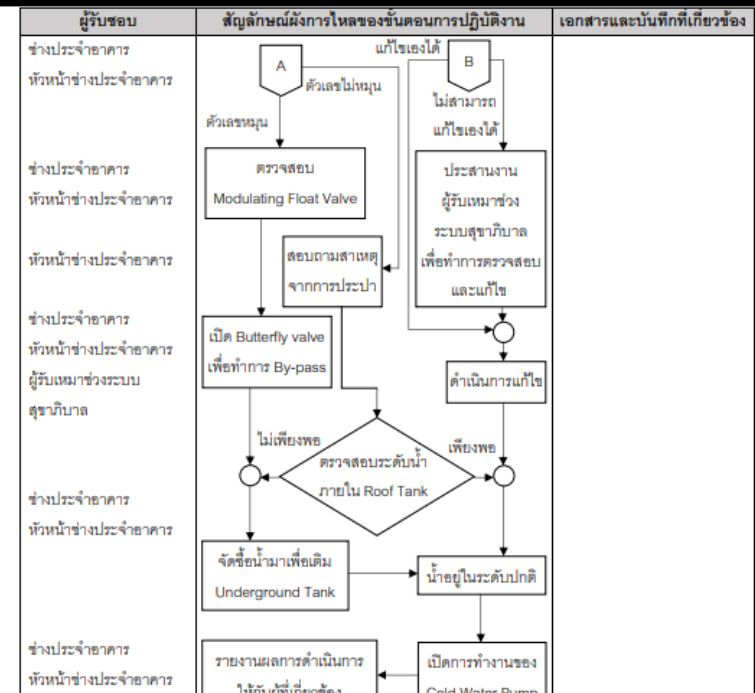 ผู้รับชอบ
สัญลักษณ์ผังการไหลของขั้นตอนการปฏิบัติงาน
เอกสารและบันทึกที่เกี่ยวข้อง
ช่างประจำอาคาร
หัวหน้าช่างประจำอาคาร
A
แก้ไขเองได้
B
ตัวเลขไม่หมุน
ไม่สามารถ
แก้ไขเองได้
ตัวเลขหมุน
ช่างประจำอาคาร
หัวหน้าช่างประจำอาคาร
ตรวจสอบ
Modulating Float Valve
ประสานงาน
ผู้รับเหมาช่วง
ระบบสุขาภิบาล
เพื่อทำการตรวจสอบ
และแก้ไข
หัวหน้าช่างประจำอาคาร
สอบถามสาเหตุ
จากการประปา
ช่างประจำอาคาร
หัวหน้าช่างประจำอาคาร
ผู้รับเหมาช่วงระบบ
สุขาภิบาล
เปิด Butterfly valve
เพื่อทำการ By-pass
ดำเนินการแก้ไข
ไม่เพียงพอ
ตรวจสอบระดับน้ำ
ภายใน Roof Tank
เพียงพอ
ช่างประจำอาคาร
หัวหน้าช่างประจำอาคาร
จัดซื้อน้ำมาเพื่อเติม
Underground Tank
น้ำอยู่ในระดับปกติ
ช่างประจำอาคาร
หัวหน้าช่างประจำอาคาร
รายงานผลการดำเนินการ
ให้กับผู้ที่เกี่ยวข้อง
เปิดการทำงานของ
Cold Water Pump